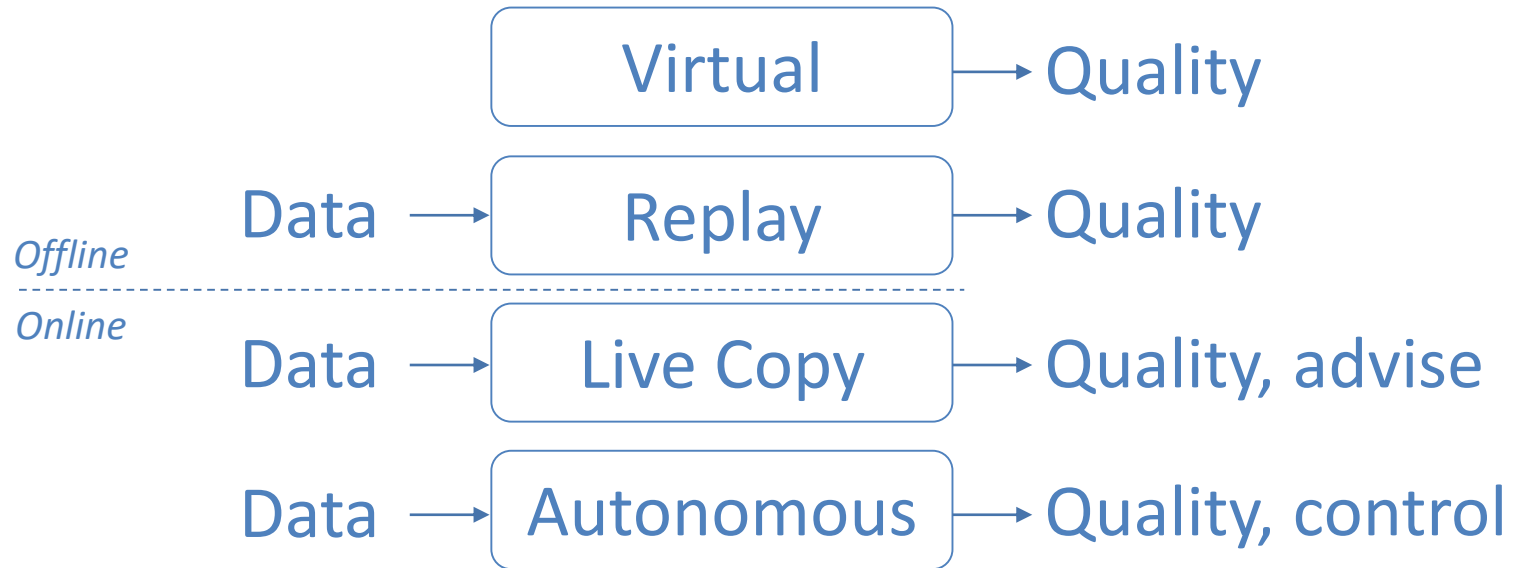 Virtual Quality
Data Replay Quality
Offline
Online
Data Live Copy Quality, advise
Data Autonomous Quality, control